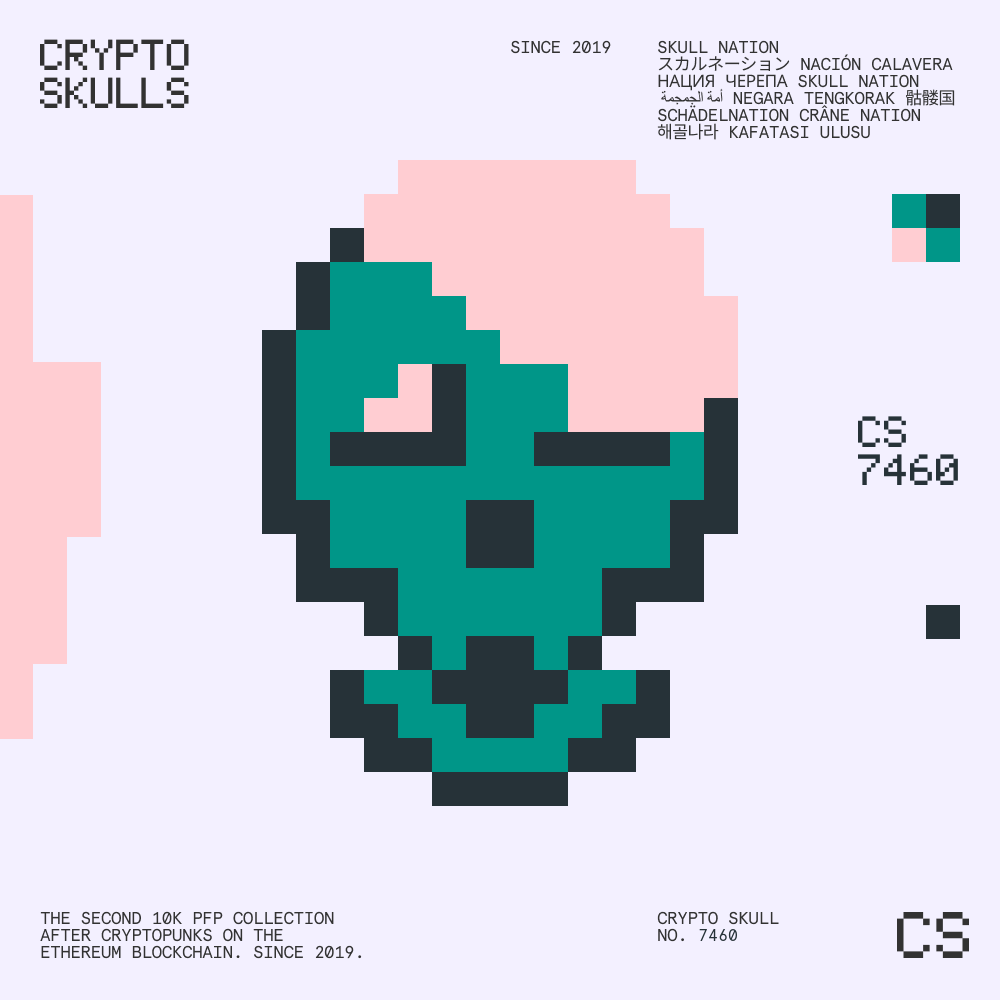 CRYPTO
SKULLS
SINCE 2019
SKULL NATION
スカルネーション NACIÓN CALAVERA
НАЦИЯ ЧЕРЕПА SKULL NATION
أمة الجمجمة NEGARA TENGKORAK 骷髅国
SCHÄDELNATION CRÂNE NATION
해골나라 KAFATASI ULUSU
CS
7460
THE SECOND 10K PFP COLLECTION
AFTER CRYPTOPUNKS ON THE
ETHEREUM BLOCKCHAIN. SINCE 2019.
CRYPTO SKULL
NO. 7460
CS